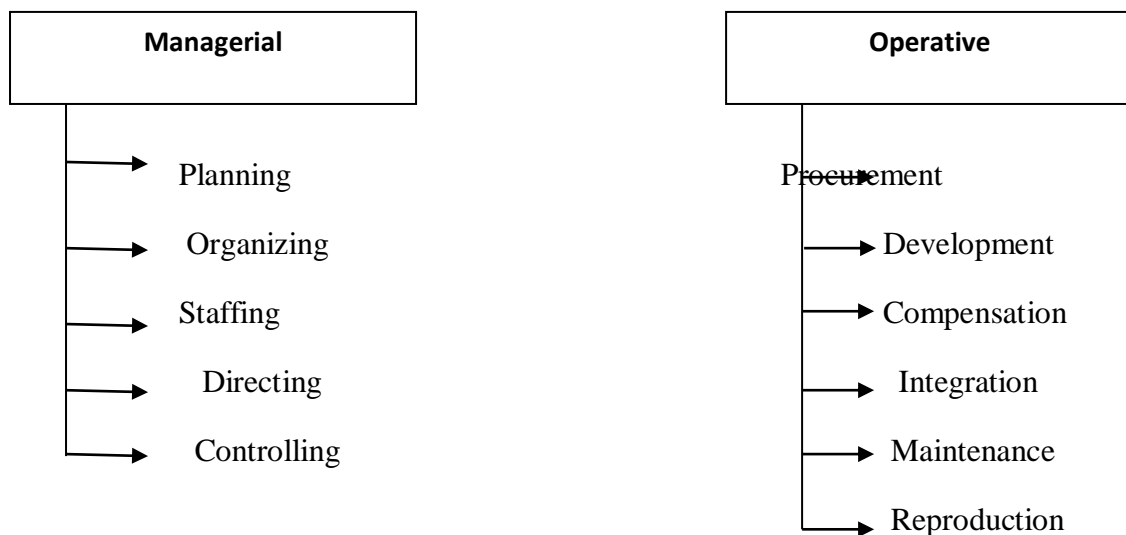 Managerial
Planning
Organizing
Staffing
Directing
Controlling
Operative
Procurement
Development
Compensation
Integration
Maintenance
Reproduction